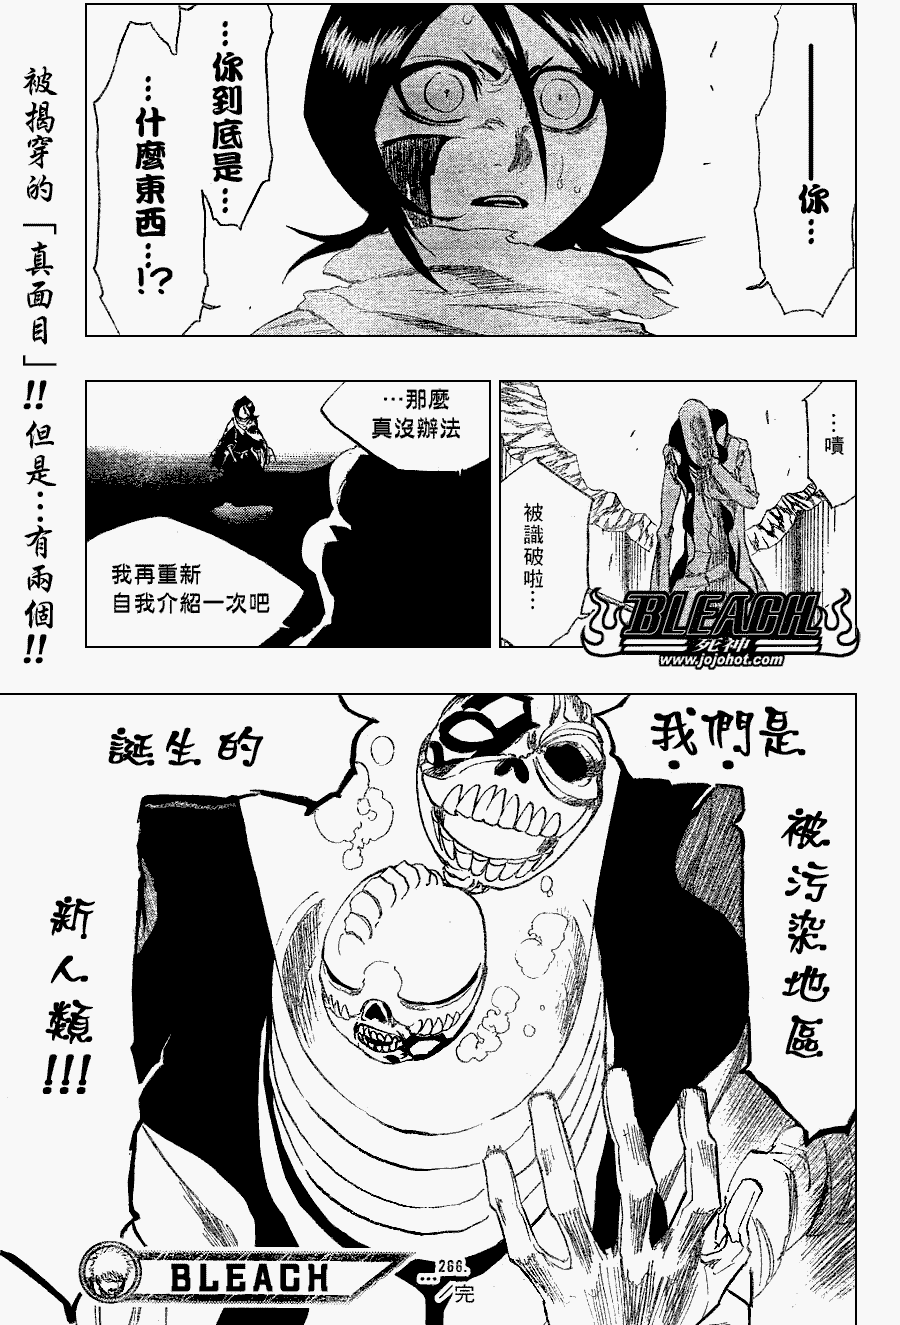 ——你…
…你到底是…
…什麼東西…!?
…嘖
被識破啦…
…那麼
真沒辦法
我再重新
自我介紹一次吧
BLEACH
死神
www.jojohot.com
我們是
被污染地區
誕生的
新人類!!!
被揭穿的「真面目」!!但是…有兩個!!
BLEACH
266.
…/完